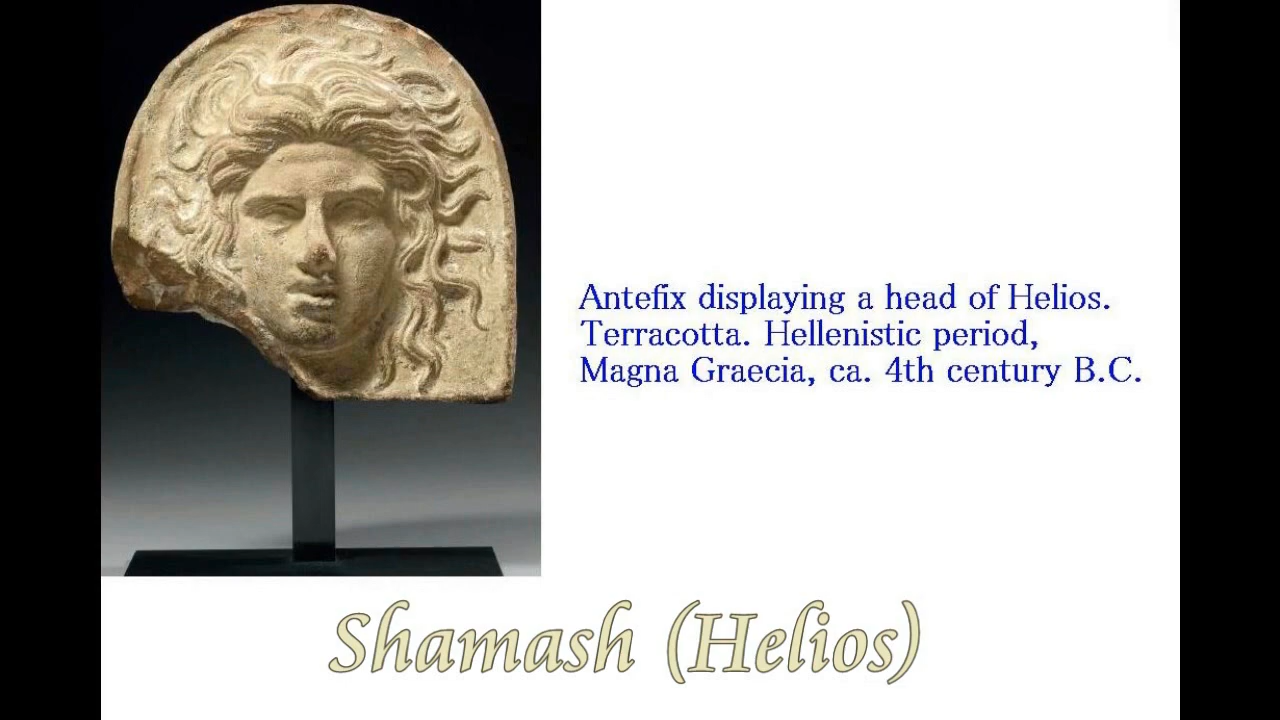 Antefix displaying a head of Helios.
Terracotta. Hellenistic period,
Magna Graecia, ca. 4th century B.C.
Shamash (Helios)